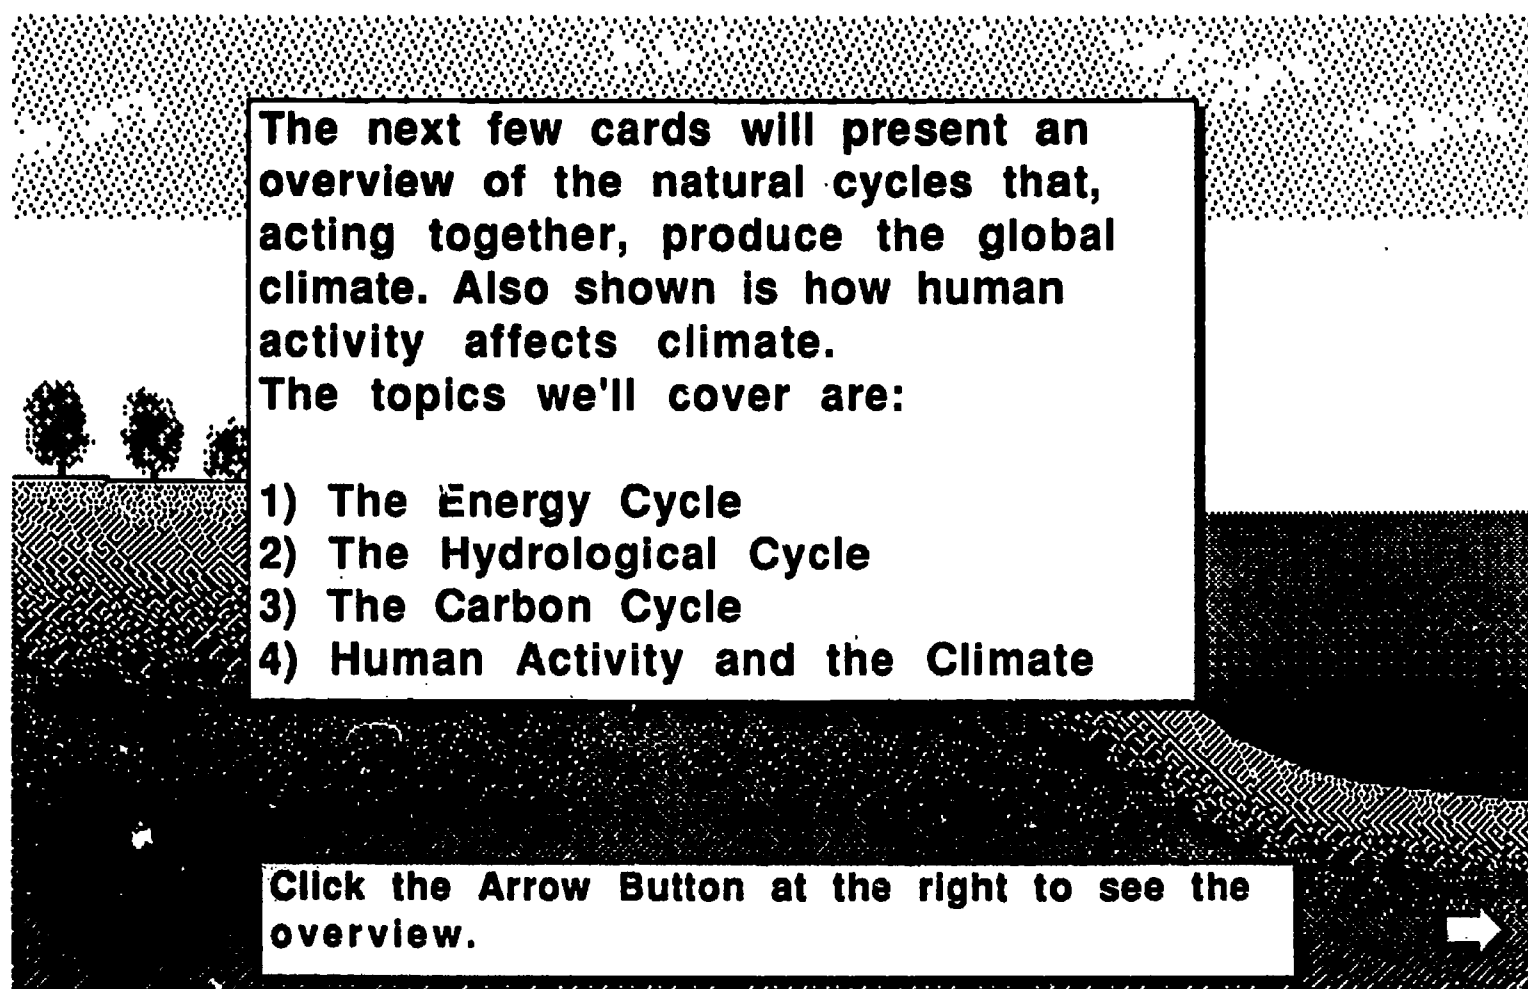 The next few cards will present an
overview of the natural cycles that,
acting together, produce the global
climate. Also shown is how human
activity affects climate.
The topics we'll cover are:
1) The Energy Cycle
2) The Hydrological Cycle
3) The Carbon Cycle
4) Human Activity and the Climate
Click the Arrow Button at the right to see the
overview.